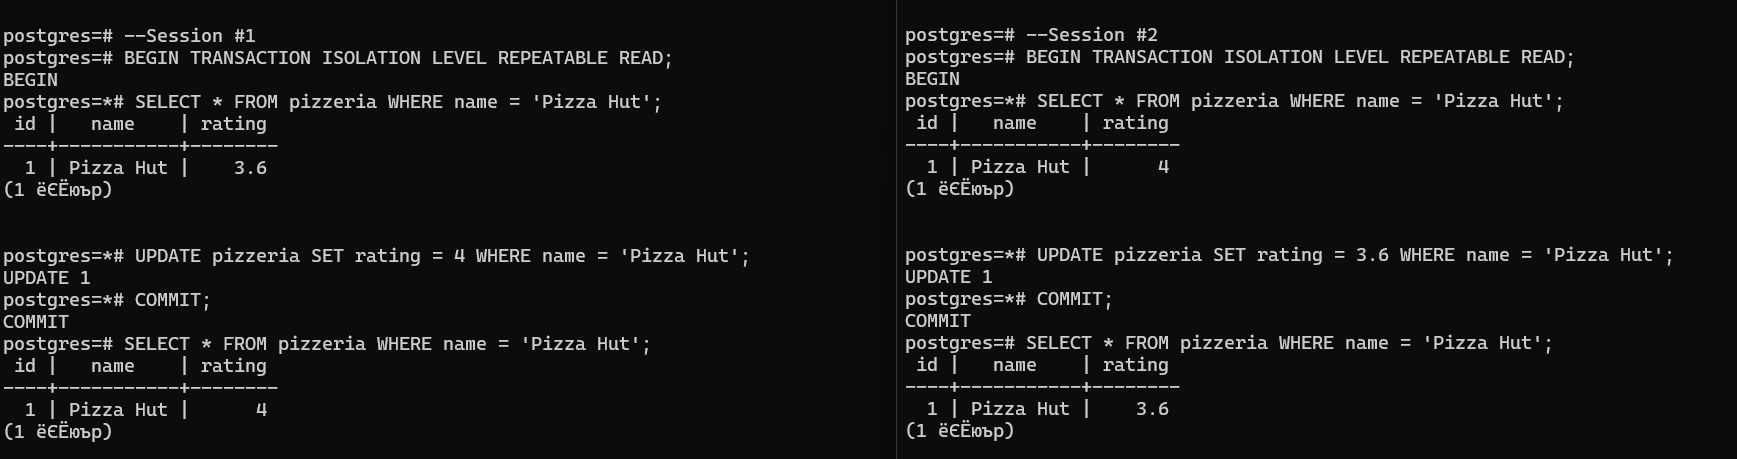 postgres=# --Session #1
postgres=# BEGIN TRANSACTION ISOLATION LEVEL REPEATABLE READ;
BEGIN
postgres=*# SELECT * FROM pizzeria WHERE name = 'Pizza Hut';
 id |   name    | rating
----+-----------+--------
  1 | Pizza Hut |    3.6
(1 ёЄЁюър)
postgres=*# UPDATE pizzeria SET rating = 4 WHERE name = 'Pizza Hut';
UPDATE 1
postgres=*# COMMIT;
COMMIT
postgres=# SELECT * FROM pizzeria WHERE name = 'Pizza Hut';
 id |   name    | rating
----+-----------+--------
  1 | Pizza Hut |      4
(1 ёЄЁюър)
postgres=# --Session #2
postgres=# BEGIN TRANSACTION ISOLATION LEVEL REPEATABLE READ;
BEGIN
postgres=*# SELECT * FROM pizzeria WHERE name = 'Pizza Hut';
 id |   name    | rating
----+-----------+--------
  1 | Pizza Hut |      4
(1 ёЄЁюър)
postgres=*# UPDATE pizzeria SET rating = 3.6 WHERE name = 'Pizza Hut';
UPDATE 1
postgres=*# COMMIT;
COMMIT
postgres=# SELECT * FROM pizzeria WHERE name = 'Pizza Hut';
 id |   name    | rating
----+-----------+--------
  1 | Pizza Hut |    3.6
(1 ёЄЁюър)